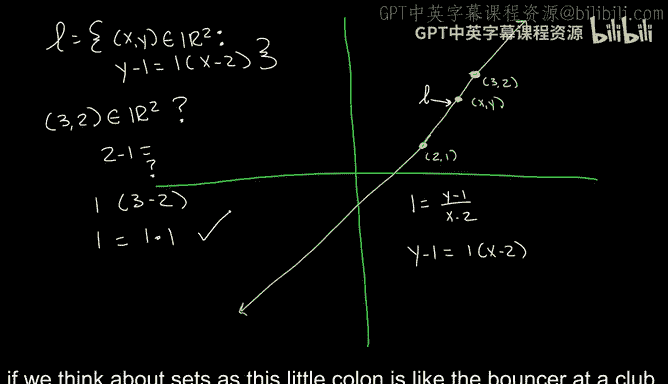 GPT中英字幕课程资源@bilibili
GPT中英字幕课程资源 bilibili
l = { (x,y) ∈ ℝ² :
y-1 = 1(x-2) }
(3,2) ∈ ℝ² ?
2-1 =
?
1 (3-2)
1 = 1·1 ✓
(3,2)
l → (x,y)
(2,1)
1 = \frac{y-1}{x-2}
y-1 = 1(x-2)
if we think about sets as this little colon is like the bouncer at a club